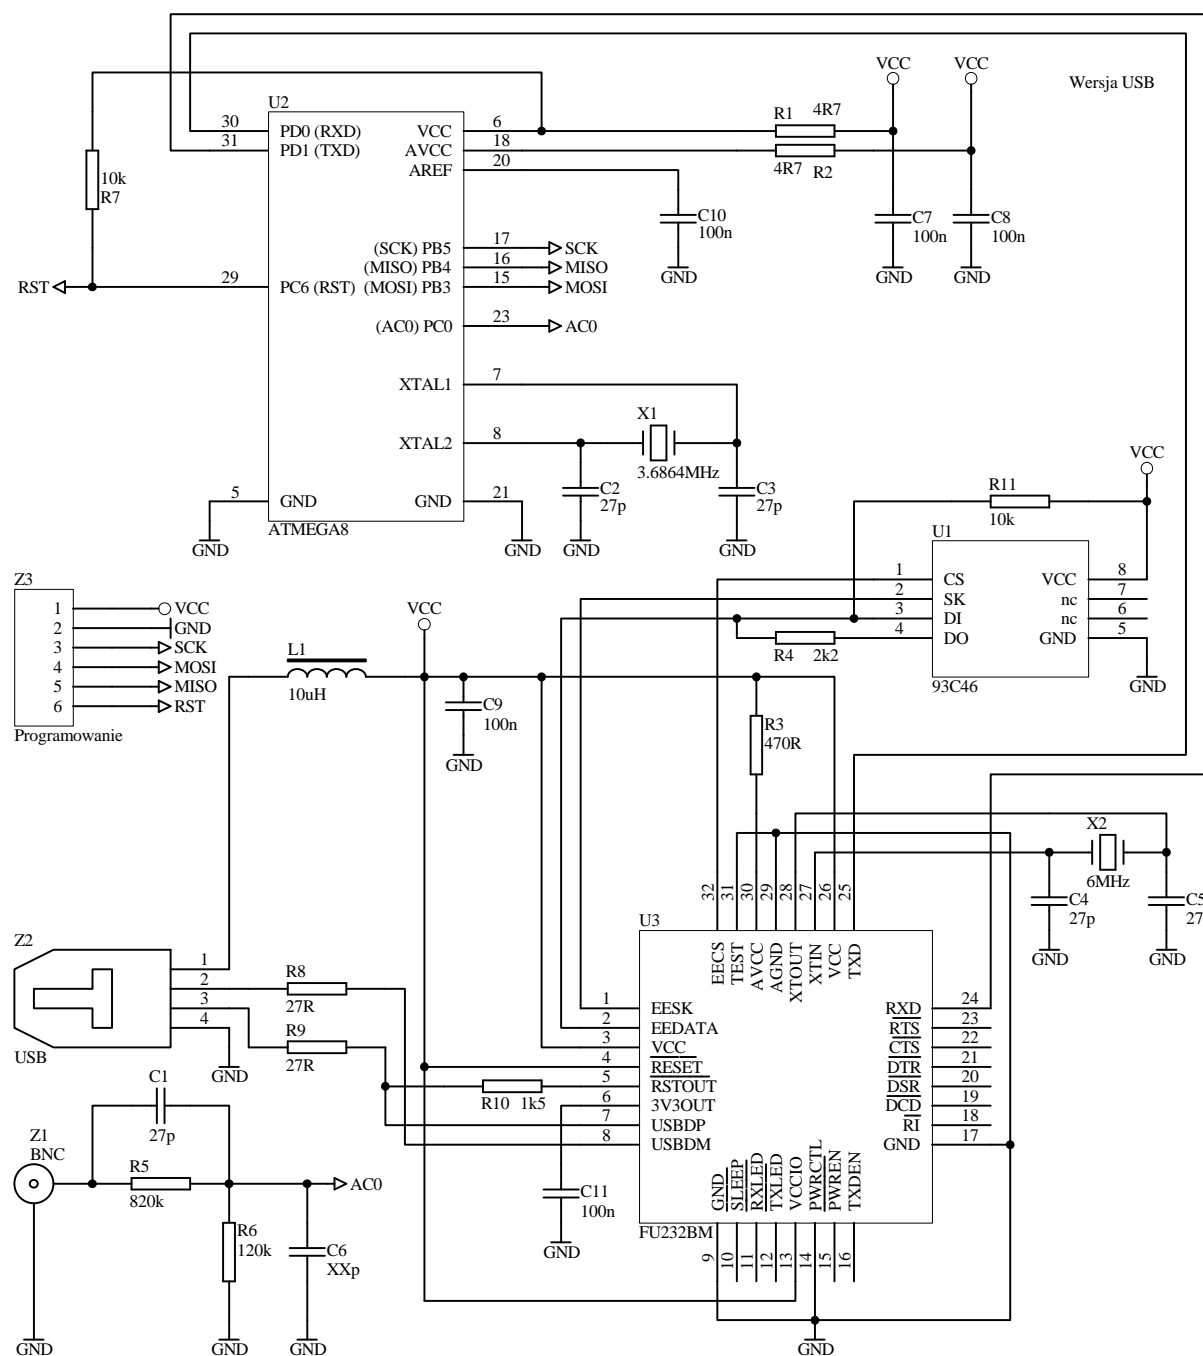 Wersja USB
VCC
VCC
U2
30
31
PD0 (RXD)
PD1 (TXD)
VCC
AVCC
AREF
6
18
20
R1
4R7
4R7
R2
10k
R7
C10
100n
GND
C7
100n
GND
C8
100n
GND
(SCK) PB5
17
SCK
(MISO) PB4
16
MISO
RST
29
PC6 (RST)
(MOSI) PB3
15
MOSI
(AC0) PC0
23
AC0
XTAL1
7
XTAL2
8
X1
3.6864MHz
C2
27p
GND
C3
27p
GND
5
GND
GND
21
GND
GND
ATMEGA8
VCC
R11
10k
U1
1
2
3
4
CS
SK
DI
DO
VCC
nc
nc
GND
8
7
6
5
GND
93C46
R4
2k2
Z3
1
VCC
2
GND
3
SCK
4
MOSI
5
MISO
6
RST
Programowanie
VCC
L1
10uH
C9
100n
GND
R3
470R
X2
6MHz
C4
27p
GND
C5
27
GND
Z2
1
2
3
4
USB
R8
27R
R9
27R
GND
R10
1k5
C11
100n
GND
U3
32
31
30
29
28
27
26
25
EECS
TEST
AVCC
AGND
XTOUT
XTIN
VCC
TXD
1
EESK
2
EEDATA
3
VCC
4
RESET
5
RSTOUT
6
3V3OUT
7
USBDP
8
USBDM
RXD
24
RTS
23
CTS
22
DTR
21
DSR
20
DCD
19
RI
18
GND
17
GND
SLEEP
RXLED
TXLED
VCCIO
PWRCTL
PWREN
TXDEN
FU232BM
9
10
11
12
13
14
15
16
GND
C1
27p
Z1
BNC
R5
820k
AC0
R6
120k
C6
XXp
GND
GND
GND